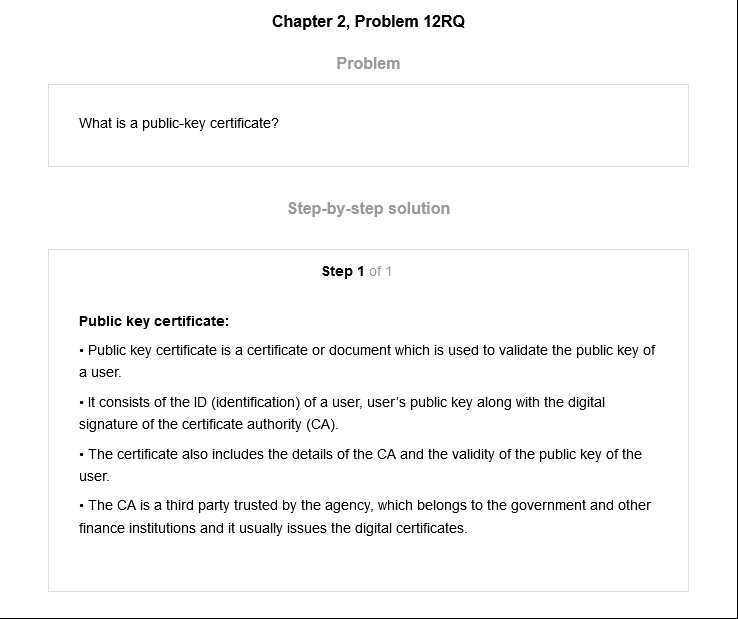 Chapter 2, Problem 12RQ
Problem
What is a public-key certificate?
Step-by-step solution
Step 1 of 1
Public key certificate:
• Public key certificate is a certificate or document which is used to validate the public key of
a user.
• It consists of the ID (identification) of a user, user’s public key along with the digital
signature of the certificate authority (CA).
• The certificate also includes the details of the CA and the validity of the public key of the
user.
• The CA is a third party trusted by the agency, which belongs to the government and other
finance institutions and it usually issues the digital certificates.